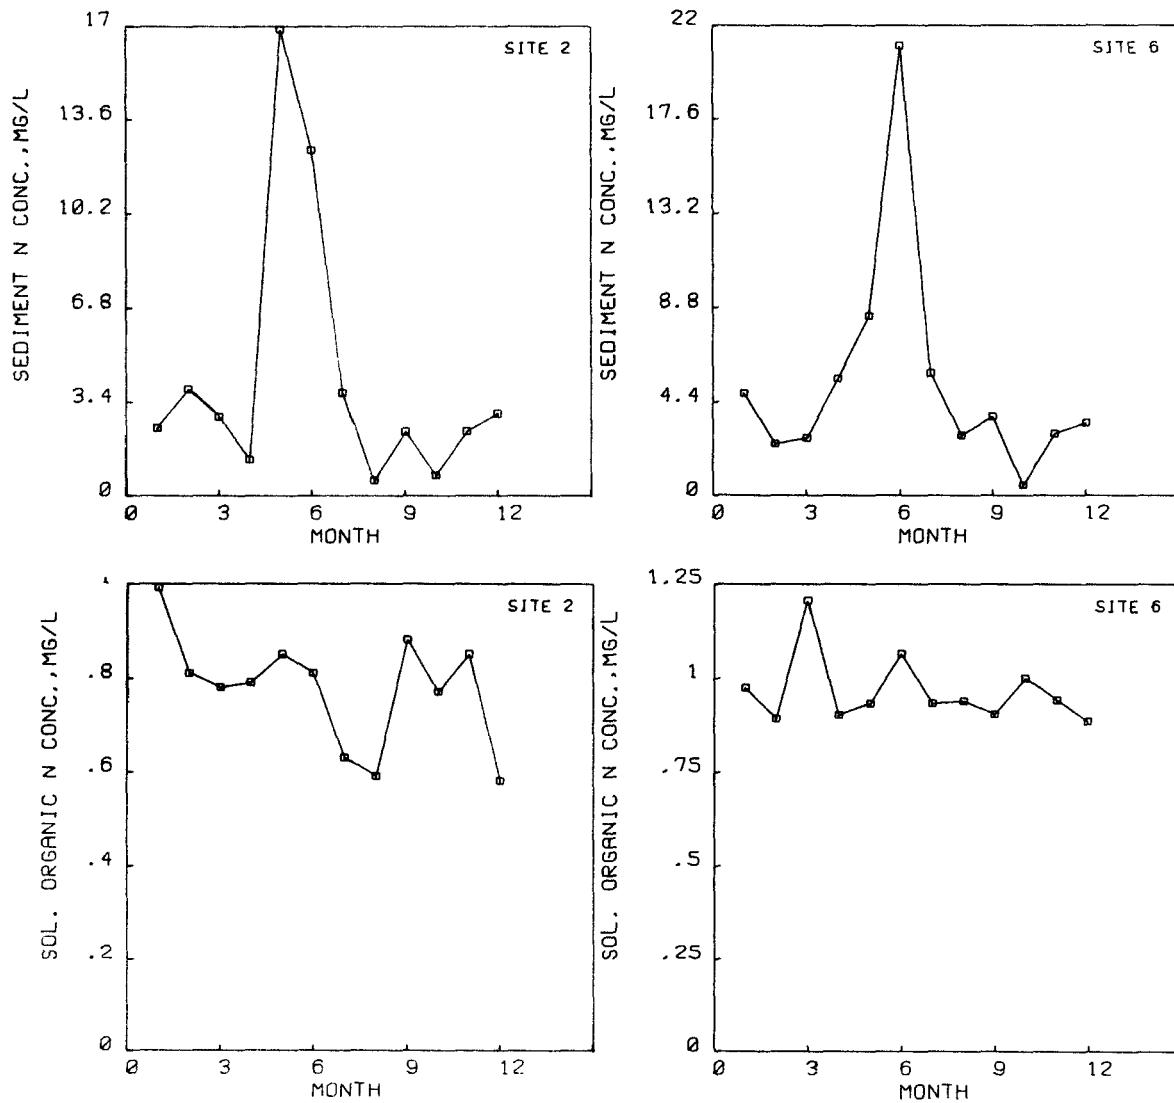 17
SITE 2
13.6
10.2
6.8
3.4
0
SEDIMENT N CONC.,MG/L
0 3 6 9 12
MONTH
22
SITE 6
17.6
13.2
8.8
4.4
0
SEDIMENT N CONC.,MG/L
0 3 6 9 12
MONTH
1
SITE 2
.8
.6
.4
.2
0
SOL. ORGANIC N CONC.,MG/L
0 3 6 9 12
MONTH
1.25
SITE 6
1
.75
.5
.25
0
SOL. ORGANIC N CONC.,MG/L
0 3 6 9 12
MONTH